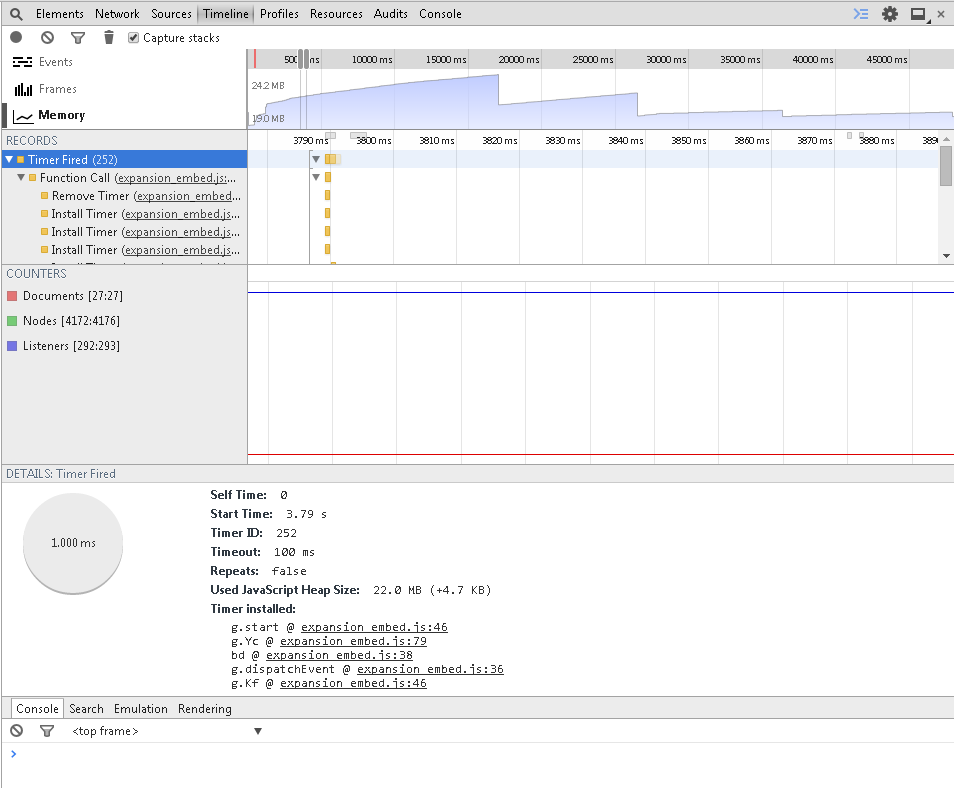 Elements Network Sources Timeline Profiles Resources Audits Console
Capture stacks
Events
Frames
Memory
5000 ms 10000 ms 15000 ms 20000 ms 25000 ms 30000 ms 35000 ms 40000 ms 45000 ms
24.2 MB
19.0 MB
RECORDS
3790 ms 3800 ms 3810 ms 3820 ms 3830 ms 3840 ms 3850 ms 3860 ms 3870 ms 3880 ms 389
Timer Fired (252)
Function Call (expansion_embed.js:...
Remove Timer (expansion_embed...
Install Timer (expansion_embed.js...
Install Timer (expansion_embed.js...
Install Timer (expansion_embed.js...
COUNTERS
Documents [27:27]
Nodes [4172:4176]
Listeners [292:293]
DETAILS: Timer Fired
1.000 ms
Self Time: 0
Start Time: 3.79 s
Timer ID: 252
Timeout: 100 ms
Repeats: false
Used JavaScript Heap Size: 22.0 MB (+4.7 KB)
Timer installed:
g.start @ expansion_embed.js:46
g.Yc @ expansion_embed.js:79
bd @ expansion_embed.js:38
g.dispatchEvent @ expansion_embed.js:36
g.Kf @ expansion_embed.js:46
Console Search Emulation Rendering
<top frame>